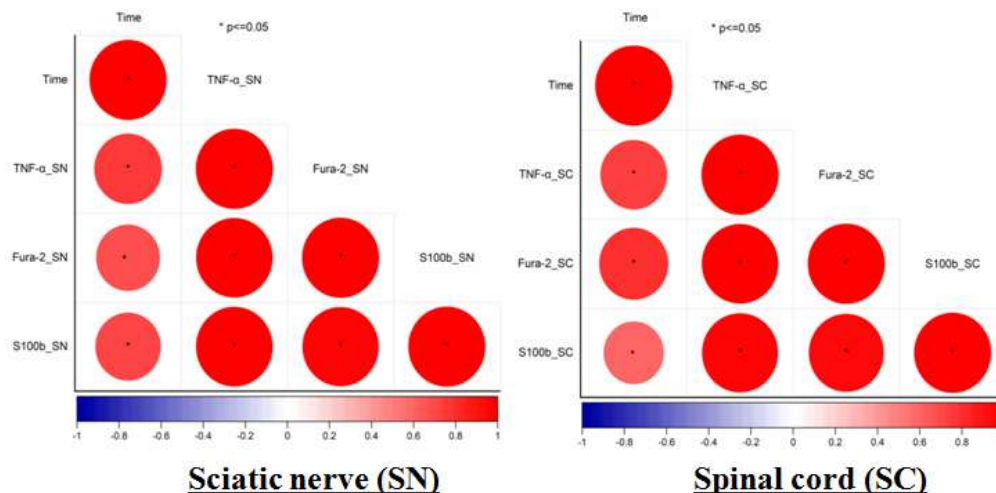 Time
* p<=0.05
Time
TNF-α_SN
TNF-α_SN
Fura-2_SN
Fura-2_SN
S100b_SN
S100b_SN
-1 -0.8 -0.6 -0.4 -0.2 0 0.2 0.4 0.6 0.8 1
Sciatic nerve (SN)
Time
* p<=0.05
Time
TNF-α_SC
TNF-α_SC
Fura-2_SC
Fura-2_SC
S100b_SC
S100b_SC
-1 -0.8 -0.6 -0.4 -0.2 0 0.2 0.4 0.6 0.8
Spinal cord (SC)